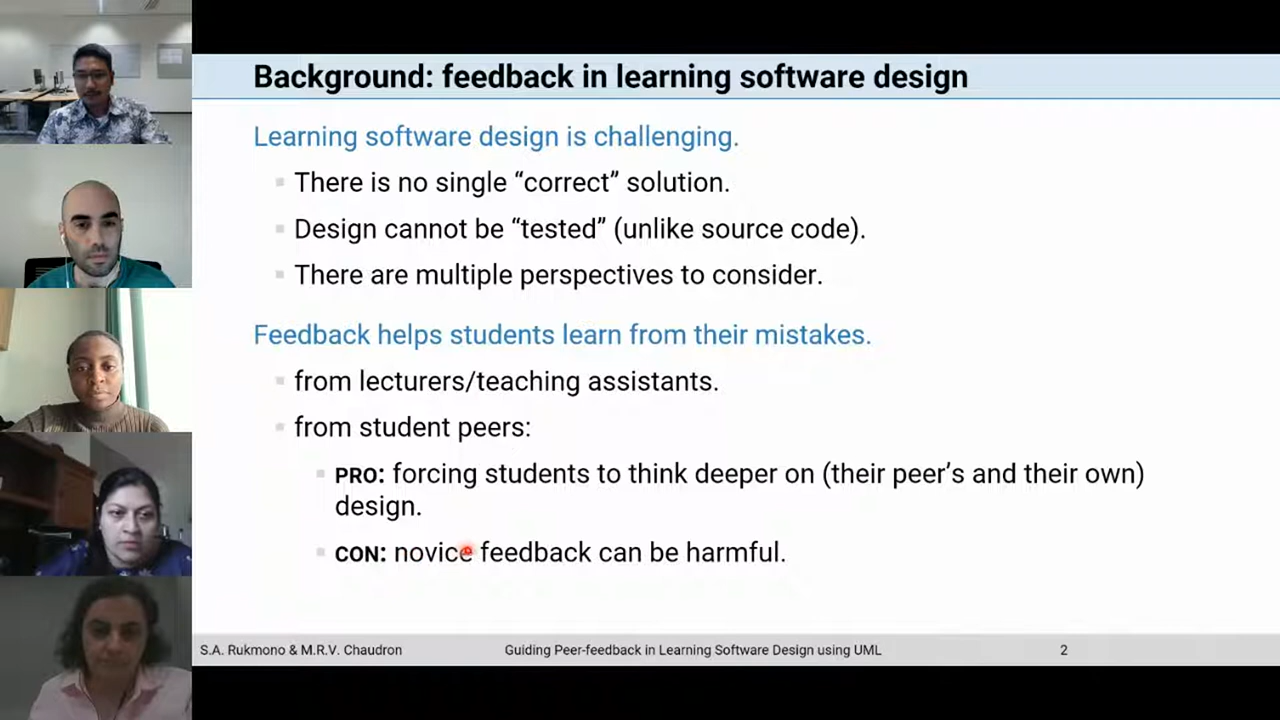 Background: feedback in learning software design
Learning software design is challenging.
There is no single “correct” solution.
Design cannot be “tested” (unlike source code).
There are multiple perspectives to consider.
Feedback helps students learn from their mistakes.
from lecturers/teaching assistants.
from student peers:
PRO: forcing students to think deeper on (their peer’s and their own)
design.
CON: novice feedback can be harmful.
S.A. Rukmono & M.R.V. Chaudron
Guiding Peer-feedback in Learning Software Design using UML
2